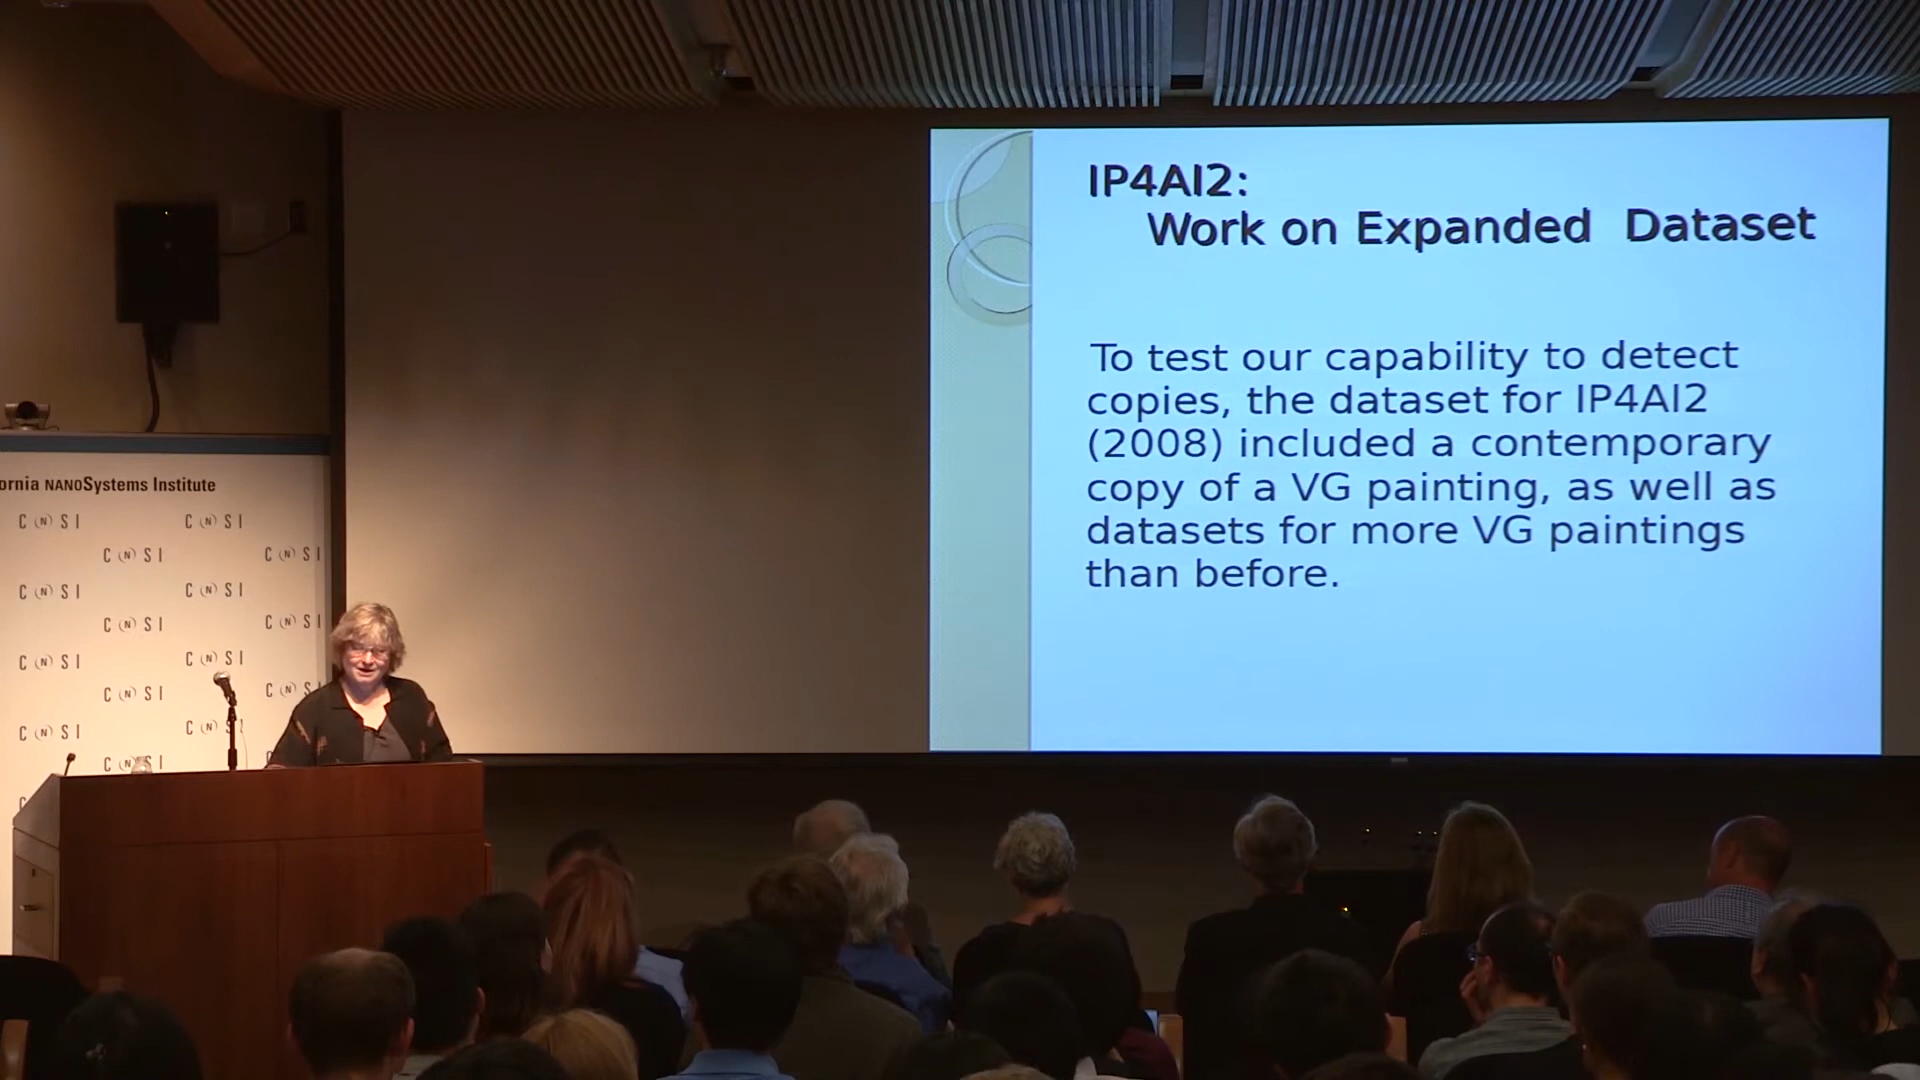 IP4AI2:
Work on Expanded Dataset
To test our capability to detect
copies, the dataset for IP4AI2
(2008) included a contemporary
copy of a VG painting, as well as
datasets for more VG paintings
than before.
ornia NANOSystems Institute
C N S I C N S I
C N S I C N S I
C N S I C N S I
C N S I C N S I
C N S I C N S I
C N S I C N
C N S I C N
C N S I